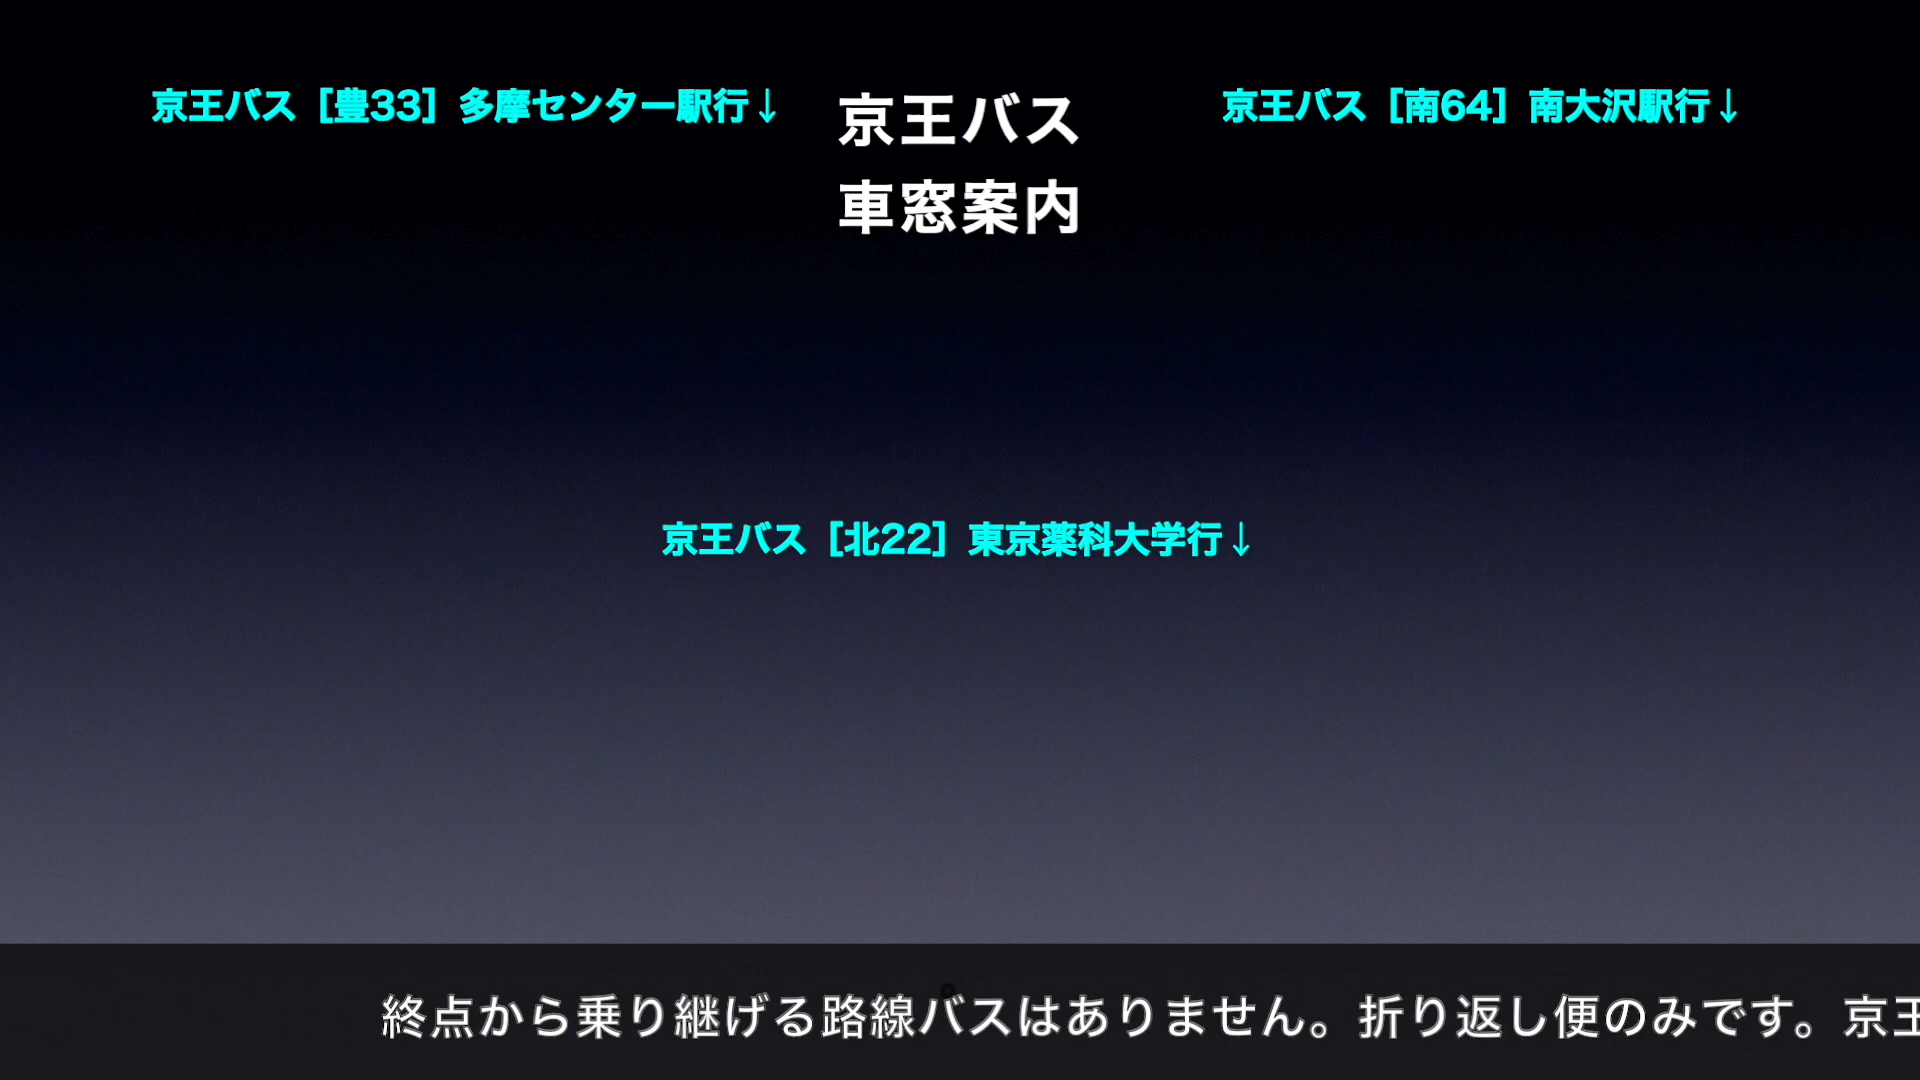 京王バス［豊33］多摩センター駅行↓
京王バス
車窓案内
京王バス［南64］南大沢駅行↓
京王バス［北22］東京薬科大学行↓
終点から乗り継げる路線バスはありません。折り返し便のみです。京王